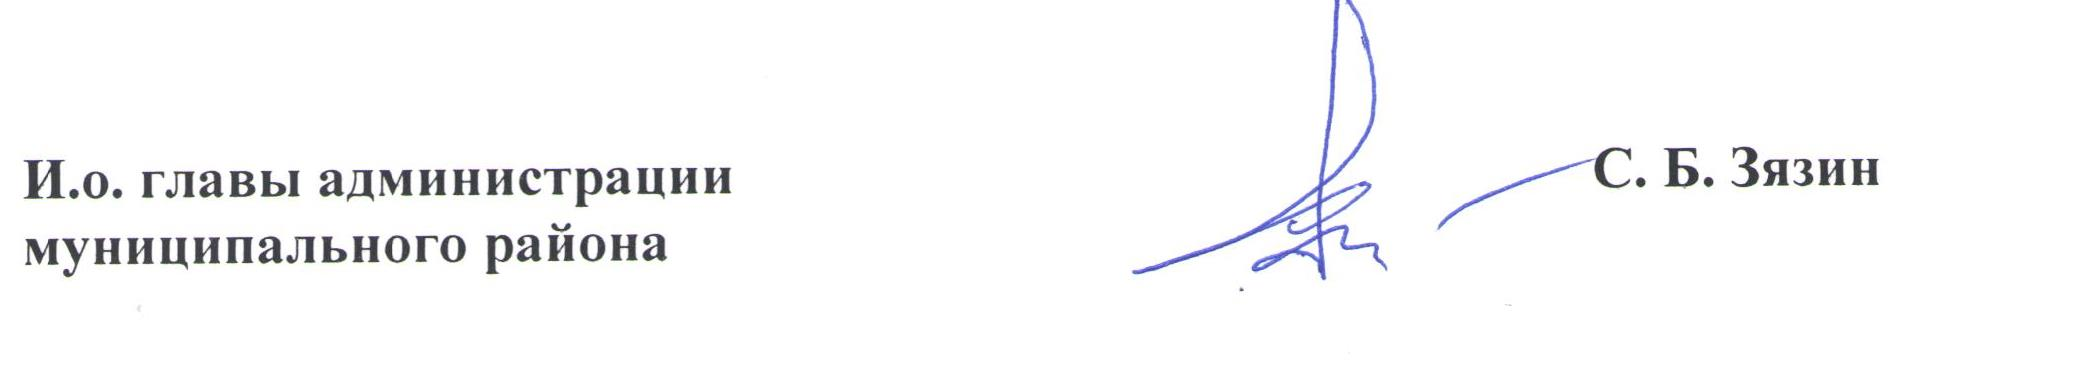 И.о. главы администрации
муниципального района
С. Б. Зязин